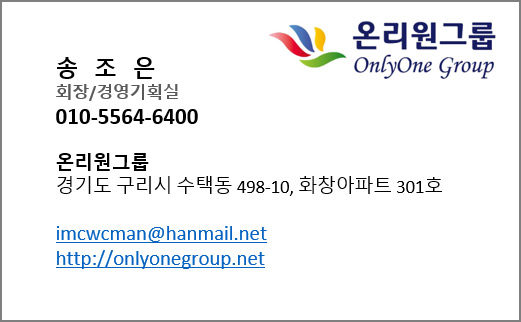 온리원그룹
OnlyOne Group
송 조 은
회장/경영기획실
010-5564-6400
온리원그룹
경기도 구리시 수택동 498-10, 화창아파트 301호
imcwcman@hanmail.net
http://onlyonegroup.net